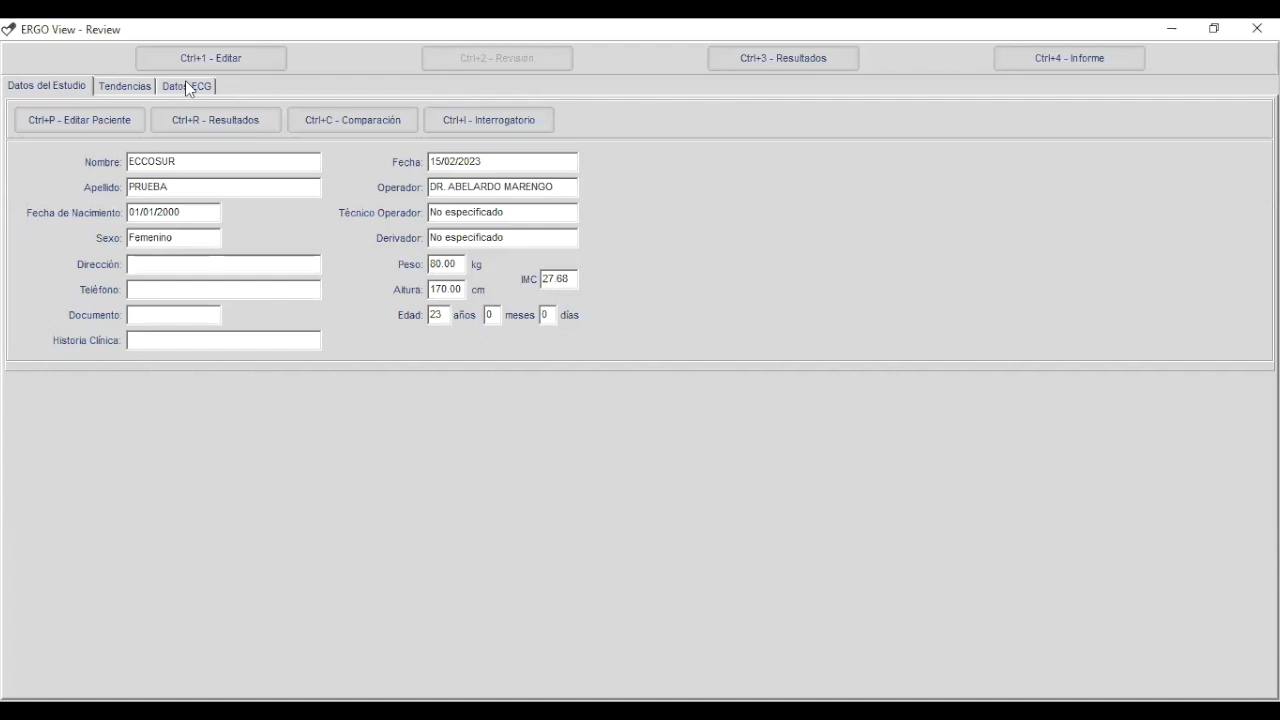 ERGO View - Review
Ctrl+1 - Editar Ctrl+2 - Revisión Ctrl+3 - Resultados Ctrl+4 - Informe
Datos del Estudio Tendencias Datos ECG
Ctrl+P - Editar Paciente Ctrl+R - Resultados Ctrl+C - Comparación Ctrl+I - Interrogatorio
Nombre: ECCOSUR Fecha: 15/02/2023
Apellido: PRUEBA Operador: DR. ABELARDO MARENGO
Fecha de Nacimiento: 01/01/2000 Técnico Operador: No especificado
Sexo: Femenino Derivador: No especificado
Dirección: Peso: 80.00 kg
IMC 27.68
Teléfono: Altura: 170.00 cm
Documento: Edad: 23 años 0 meses 0 días
Historia Clínica: